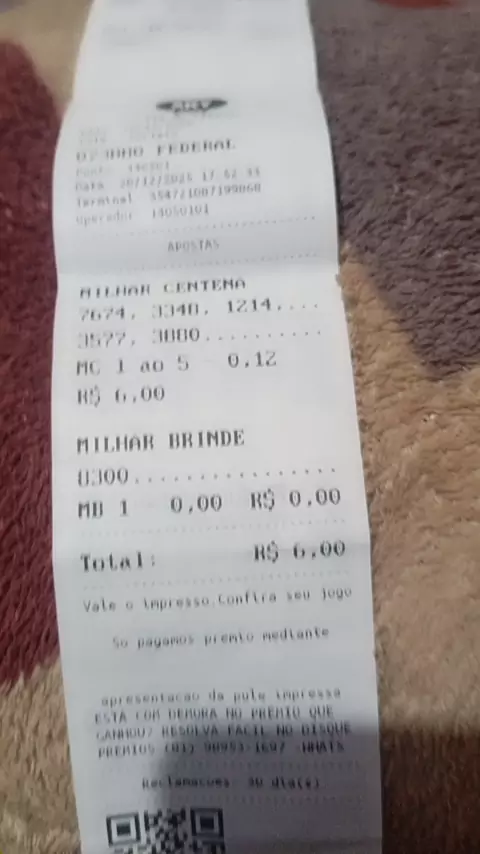 FEDERAL
Data 20/12/2025 17:52:33
Terminal
Operador 14050101
APOSTAS
MILHAR CENTENA
7674, 3348, 1214....
3577, 3880..........
MC 1 ao 5 0,12
R$ 6,00
MILHAR BRINDE
8300................
MB 1 0,00 R$ 0,00
Total: R$ 6,00
Vale o impresso.Confira seu jogo
So pagamos premio mediante
apresentacao da pule impressa
ESTA COM DEMORA NO PREMIO QUE
GANHOU? RESOLVA FACIL NO DISQUE
PREMIOS (81)
Reclamacoes: 30 dia(s)